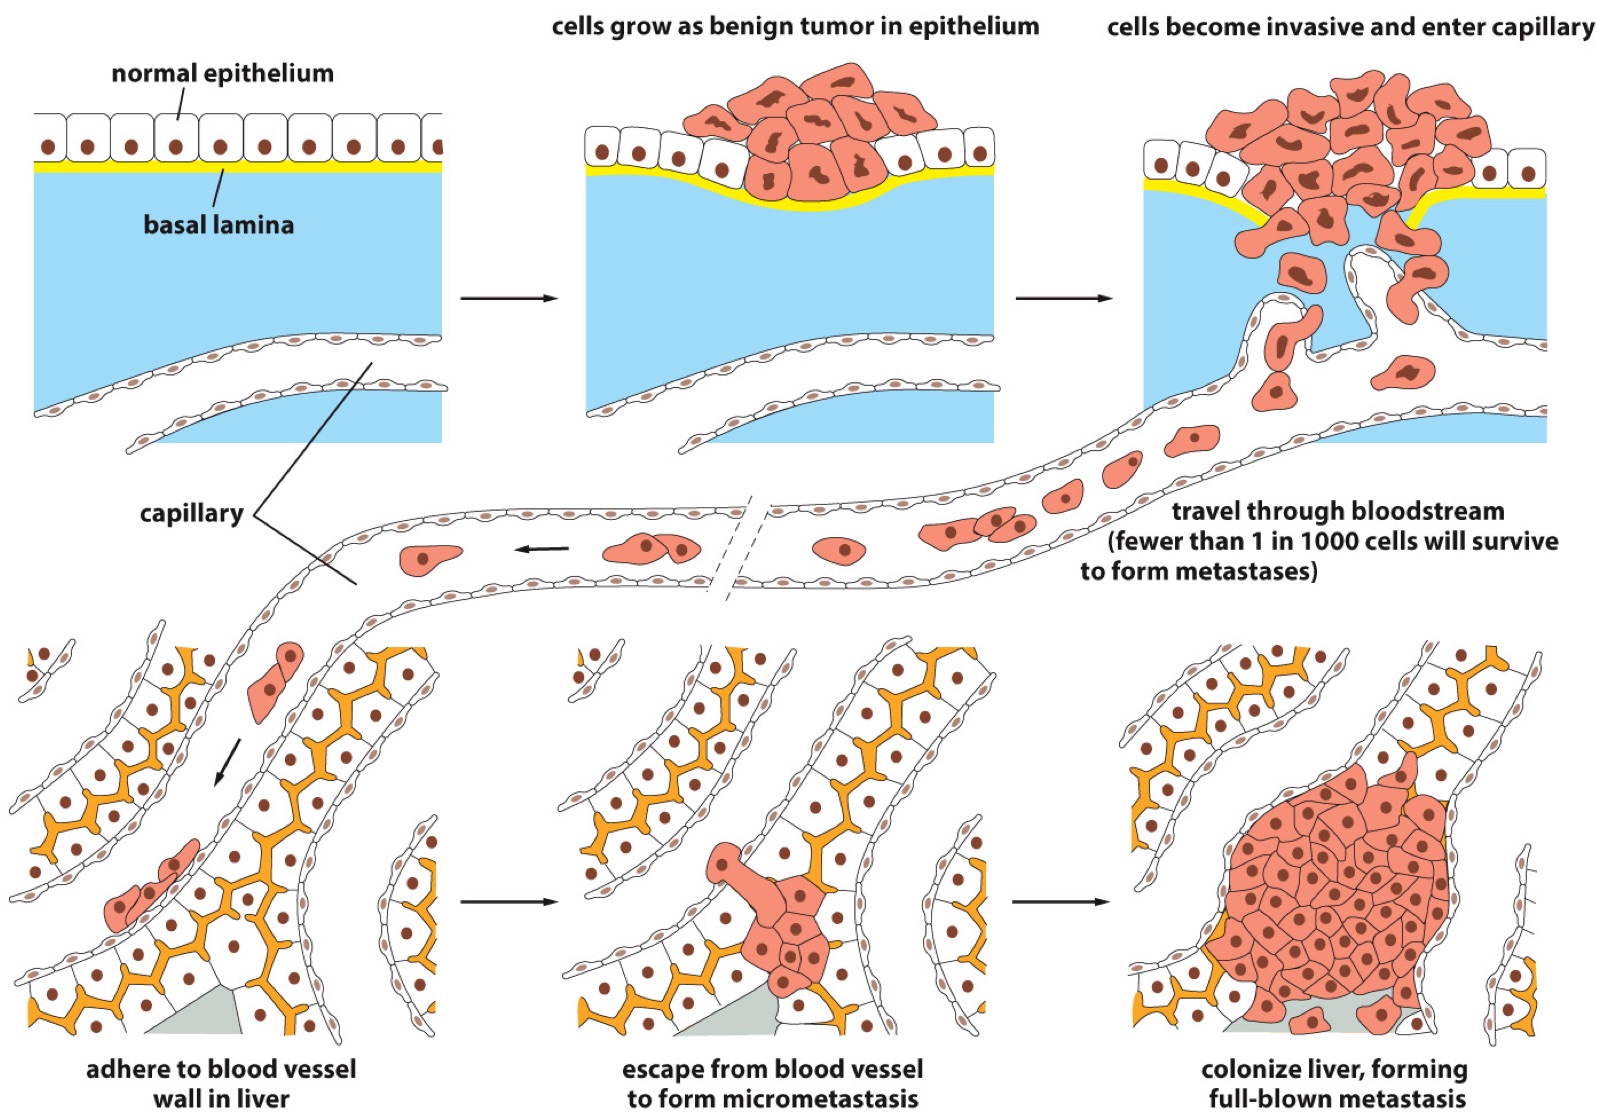 cells grow as benign tumor in epithelium
cells become invasive and enter capillary
normal epithelium
basal lamina
capillary
travel through bloodstream
(fewer than 1 in 1000 cells will survive
to form metastases)
adhere to blood vessel
wall in liver
escape from blood vessel
to form micrometastasis
colonize liver, forming
full-blown metastasis